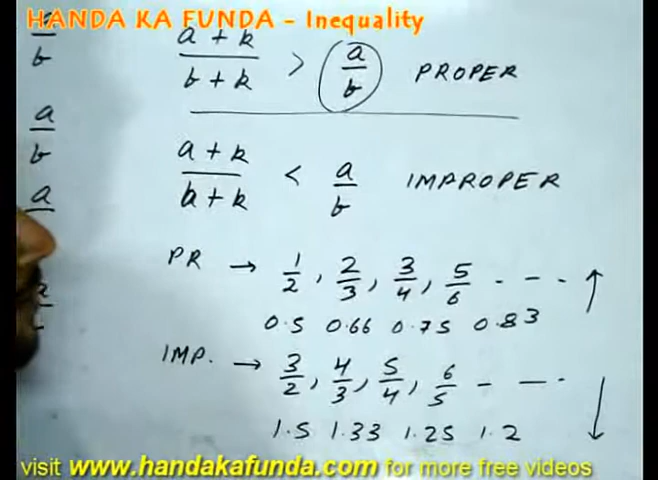 HANDA KA FUNDA - Inequality
a
b
a + k
b + k
>
a
b
PROPER
a
b
a + k
b + k
<
a
b
IMPROPER
a
PR → 1/2, 2/3, 3/4, 5/6 - - - ↑
0.5 0.66 0.75 0.83
IMP. → 3/2, 4/3, 5/4, 6/5 - - - ↓
1.5 1.33 1.25 1.2
visit www.handakafunda.com for more free videos